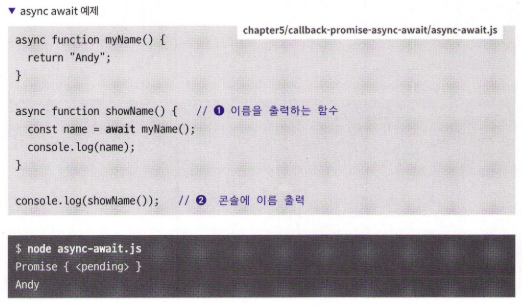 ▼ async await 예제
chapter5/callback-promise-async-await/async-await.js
async function myName() {
  return "Andy";
}
async function showName() {   // ❶ 이름을 출력하는 함수
  const name = await myName();
  console.log(name);
}
console.log(showName());   // ❷ 콘솔에 이름 출력
$ node async-await.js
Promise { <pending> }
Andy